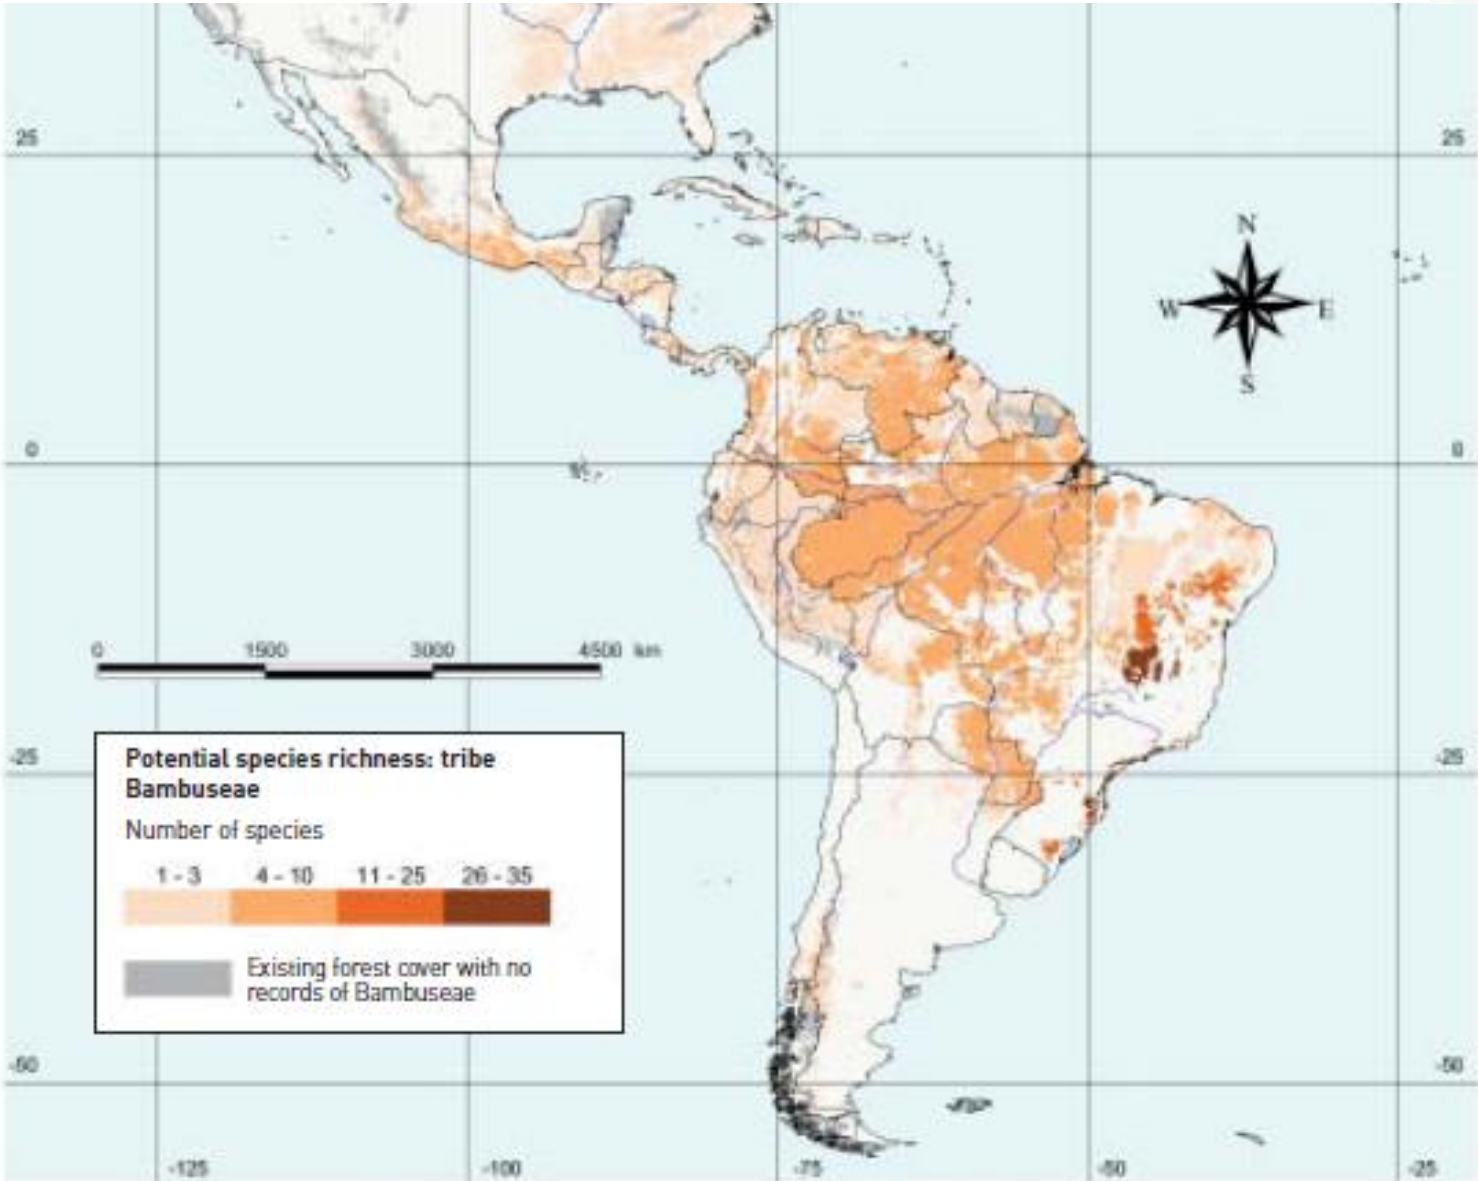 25
25
N
W
E
S
0
0
0
1500
3000
4500
km
-25
-25
Potential species richness: tribe
Bambuseae
Number of species
1 - 3
4 - 10
11 - 25
26 - 35
Existing forest cover with no
records of Bambuseae
-50
-50
-125
-100
-75
-50
-25